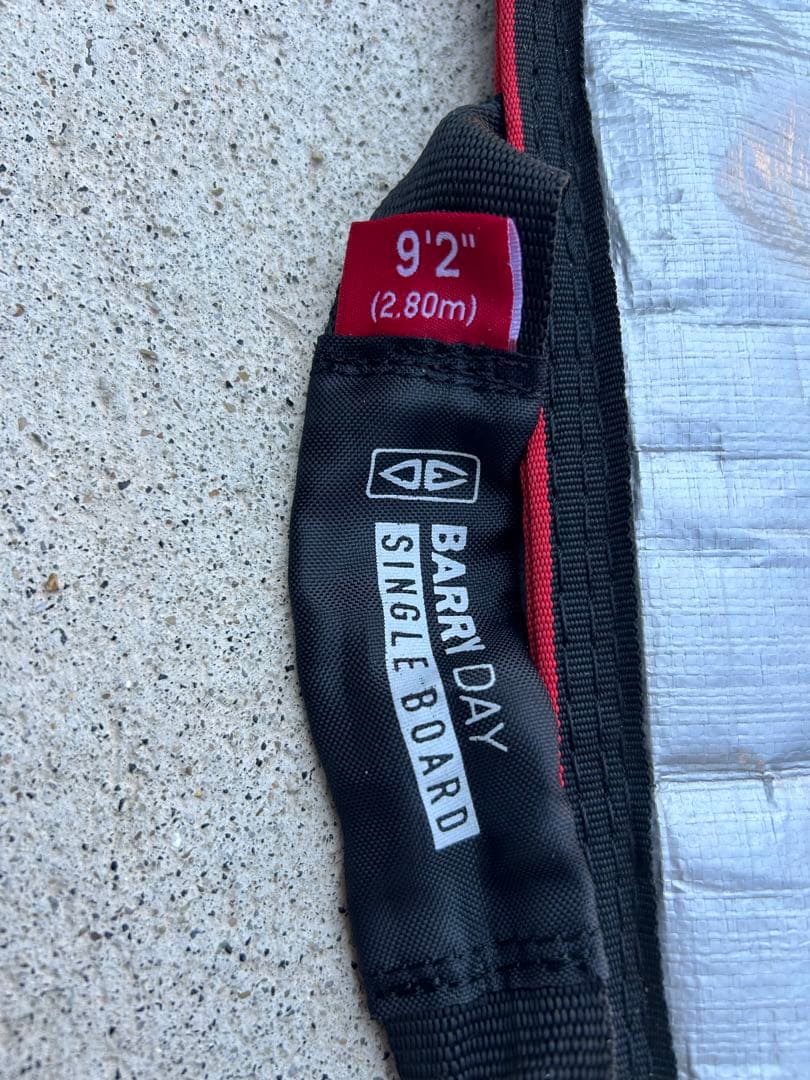 9'2"
(2.80m)
BARRY DAY
SINGLE BOARD